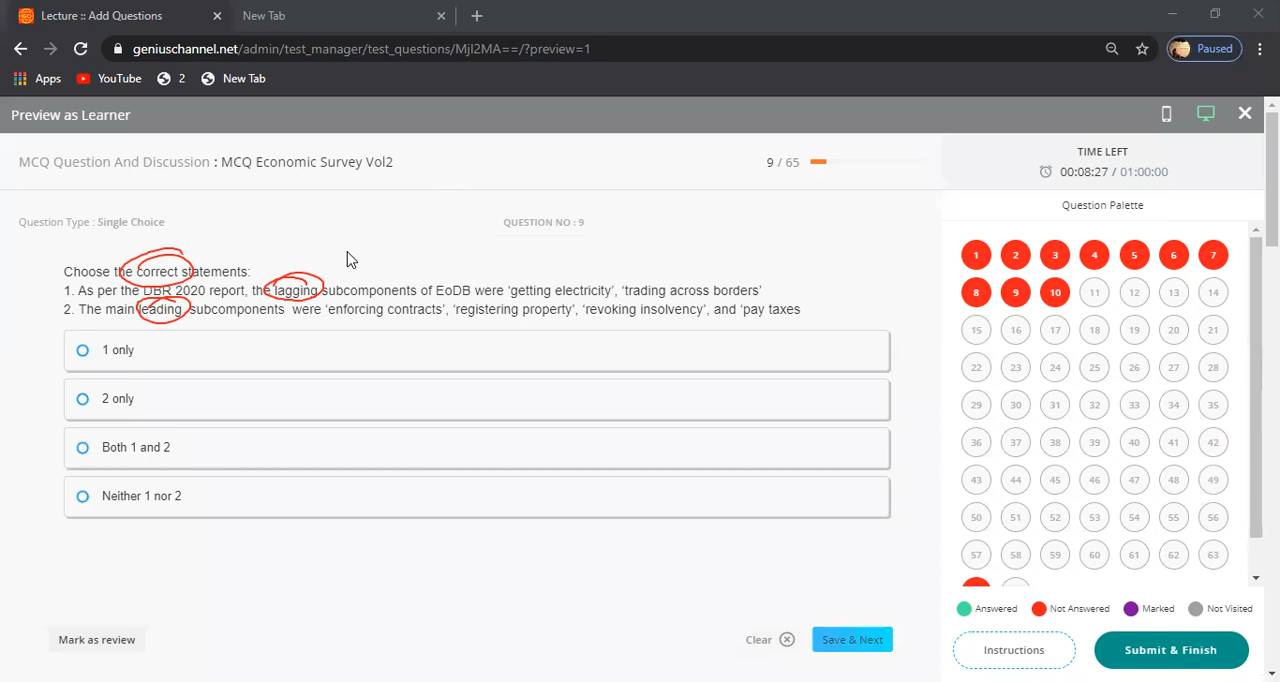 Lecture :: Add Questions
New Tab
geniuschannel.net/admin/test_manager/test_questions/MjI2MA==/?preview=1
Paused
Apps YouTube 2 New Tab
Preview as Learner
MCQ Question And Discussion : MCQ Economic Survey Vol2
9 / 65
TIME LEFT
00:08:27 / 01:00:00
Question Type : Single Choice
QUESTION NO : 9
Question Palette
Choose the correct statements:
1. As per the DBR 2020 report, the lagging subcomponents of EoDB were ‘getting electricity’, ‘trading across borders’
2. The main leading subcomponents were ‘enforcing contracts’, ‘registering property’, ‘revoking insolvency’, and ‘pay taxes
1 only
2 only
Both 1 and 2
Neither 1 nor 2
1 2 3 4 5 6 7
8 9 10 11 12 13 14
15 16 17 18 19 20 21
22 23 24 25 26 27 28
29 30 31 32 33 34 35
36 37 38 39 40 41 42
43 44 45 46 47 48 49
50 51 52 53 54 55 56
57 58 59 60 61 62 63
Answered Not Answered Marked Not Visited
Mark as review
Clear
Save & Next
Instructions
Submit & Finish